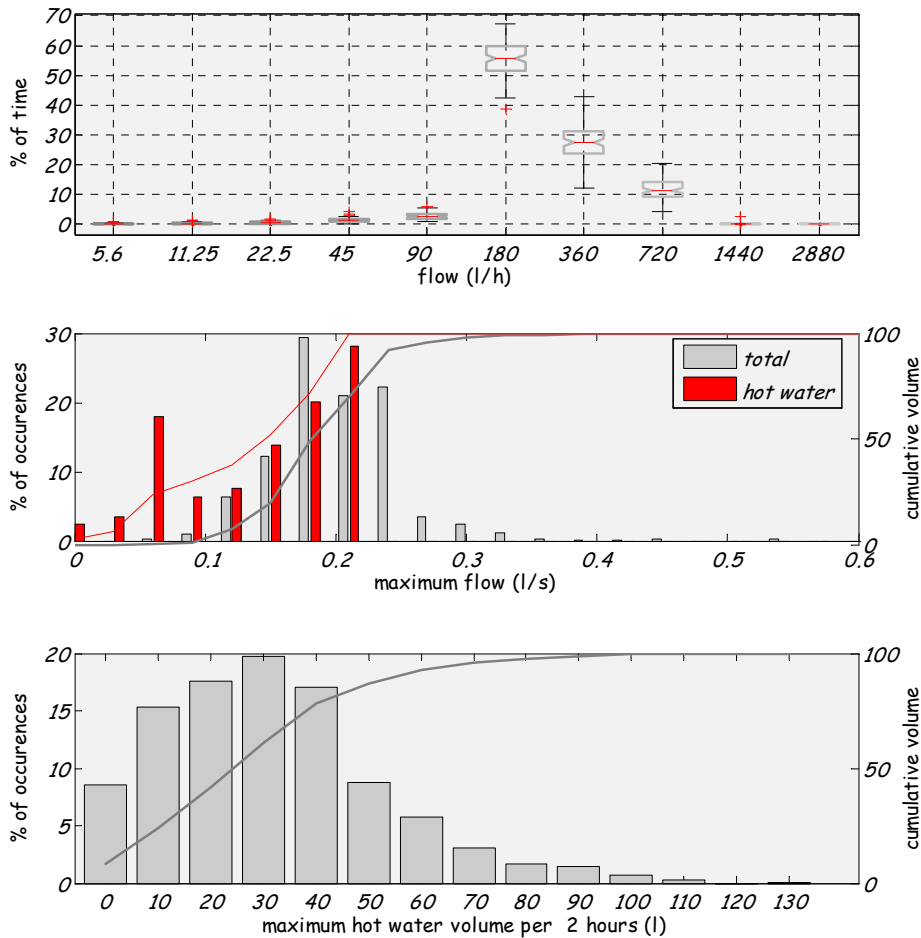 70
60
50
40
30
20
10
0
% of time
5.6 11.25 22.5 45 90 180 360 720 1440 2880
flow (l/h)
30
20
10
0
% of occurences
100
50
0
cumulative volume
total
hot water
0 0.1 0.2 0.3 0.4 0.5 0.6
maximum flow (l/s)
20
15
10
5
0
% of occurences
100
50
0
cumulative volume
0 10 20 30 40 50 60 70 80 90 100 110 120 130
maximum hot water volume per 2 hours (l)